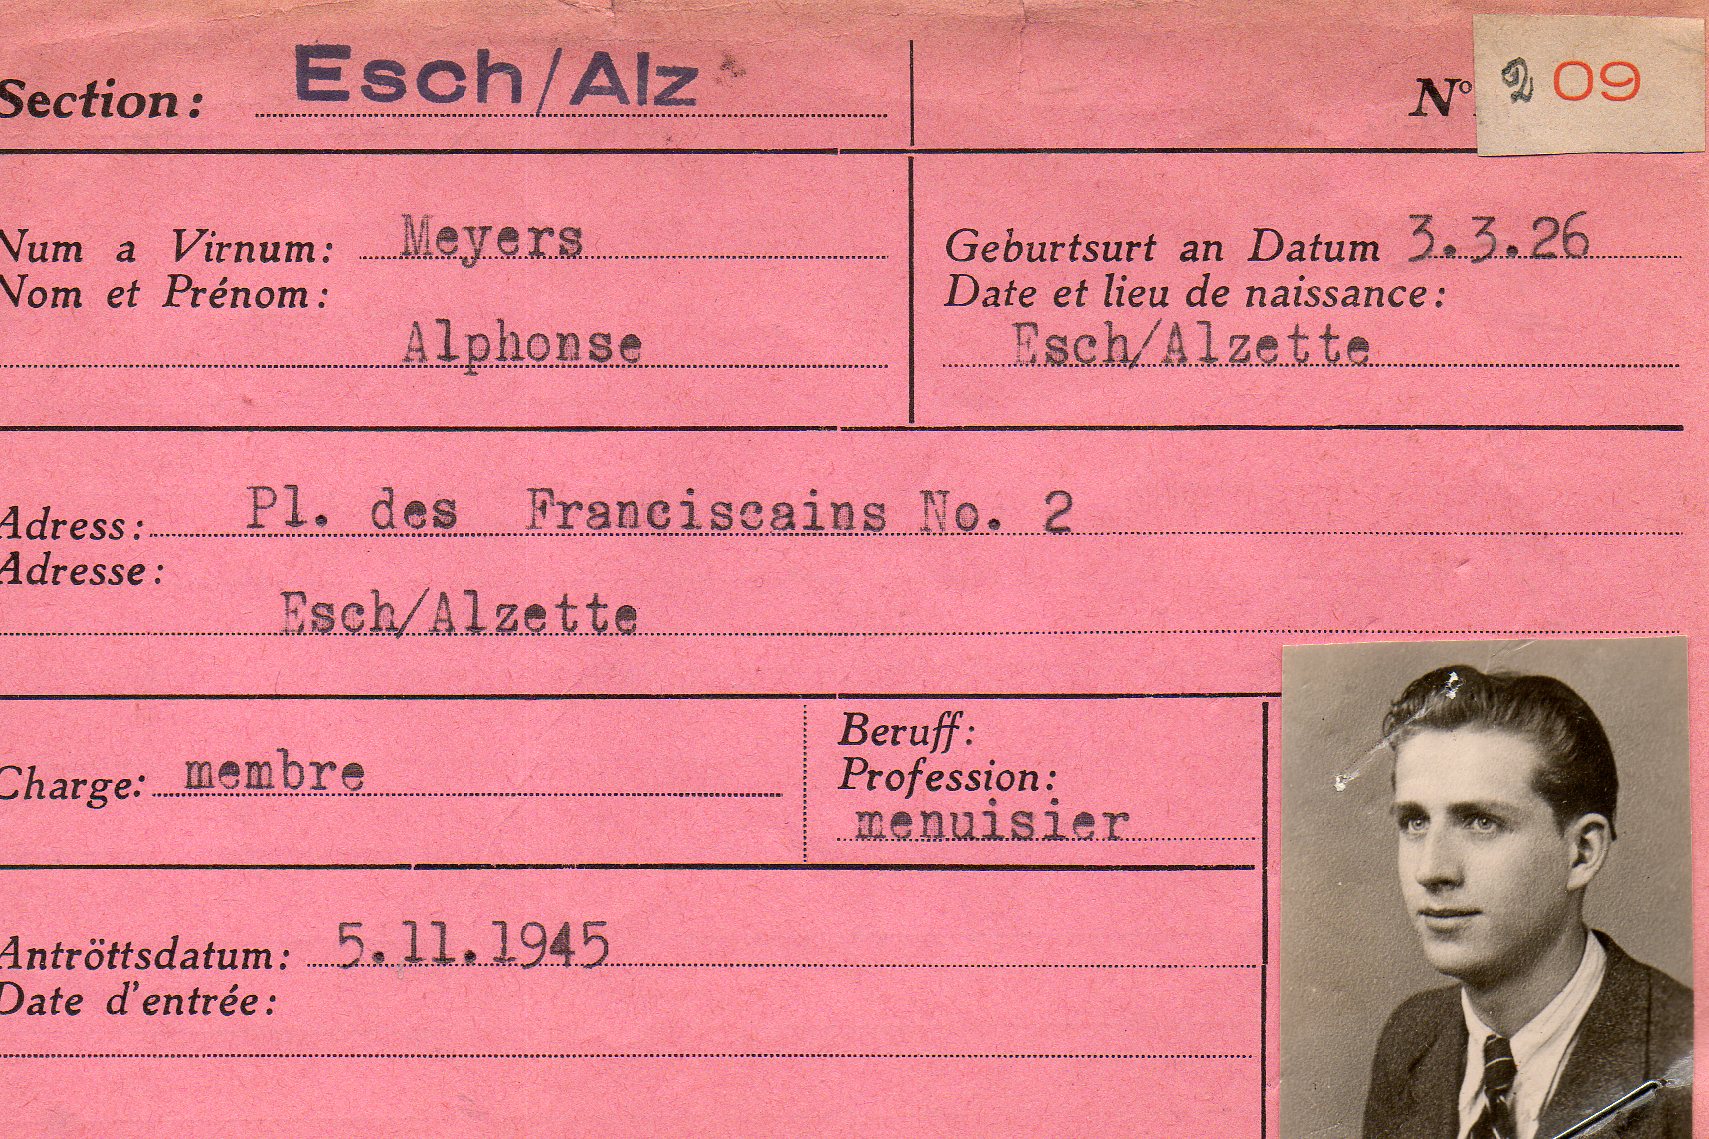 Section: Esch/Alz
Nº 209
Num a Virnum: Meyers
Nom et Prénom:
Alphonse
Geburtsurt an Datum 3.3.26
Date et lieu de naissance:
Esch/Alzette
Adress: Pl. des Franciscains No. 2
Adresse:
Esch/Alzette
Charge: membre
Beruff:
Profession:
menuisier
Antröttsdatum: 5.11.1945
Date d'entrée: